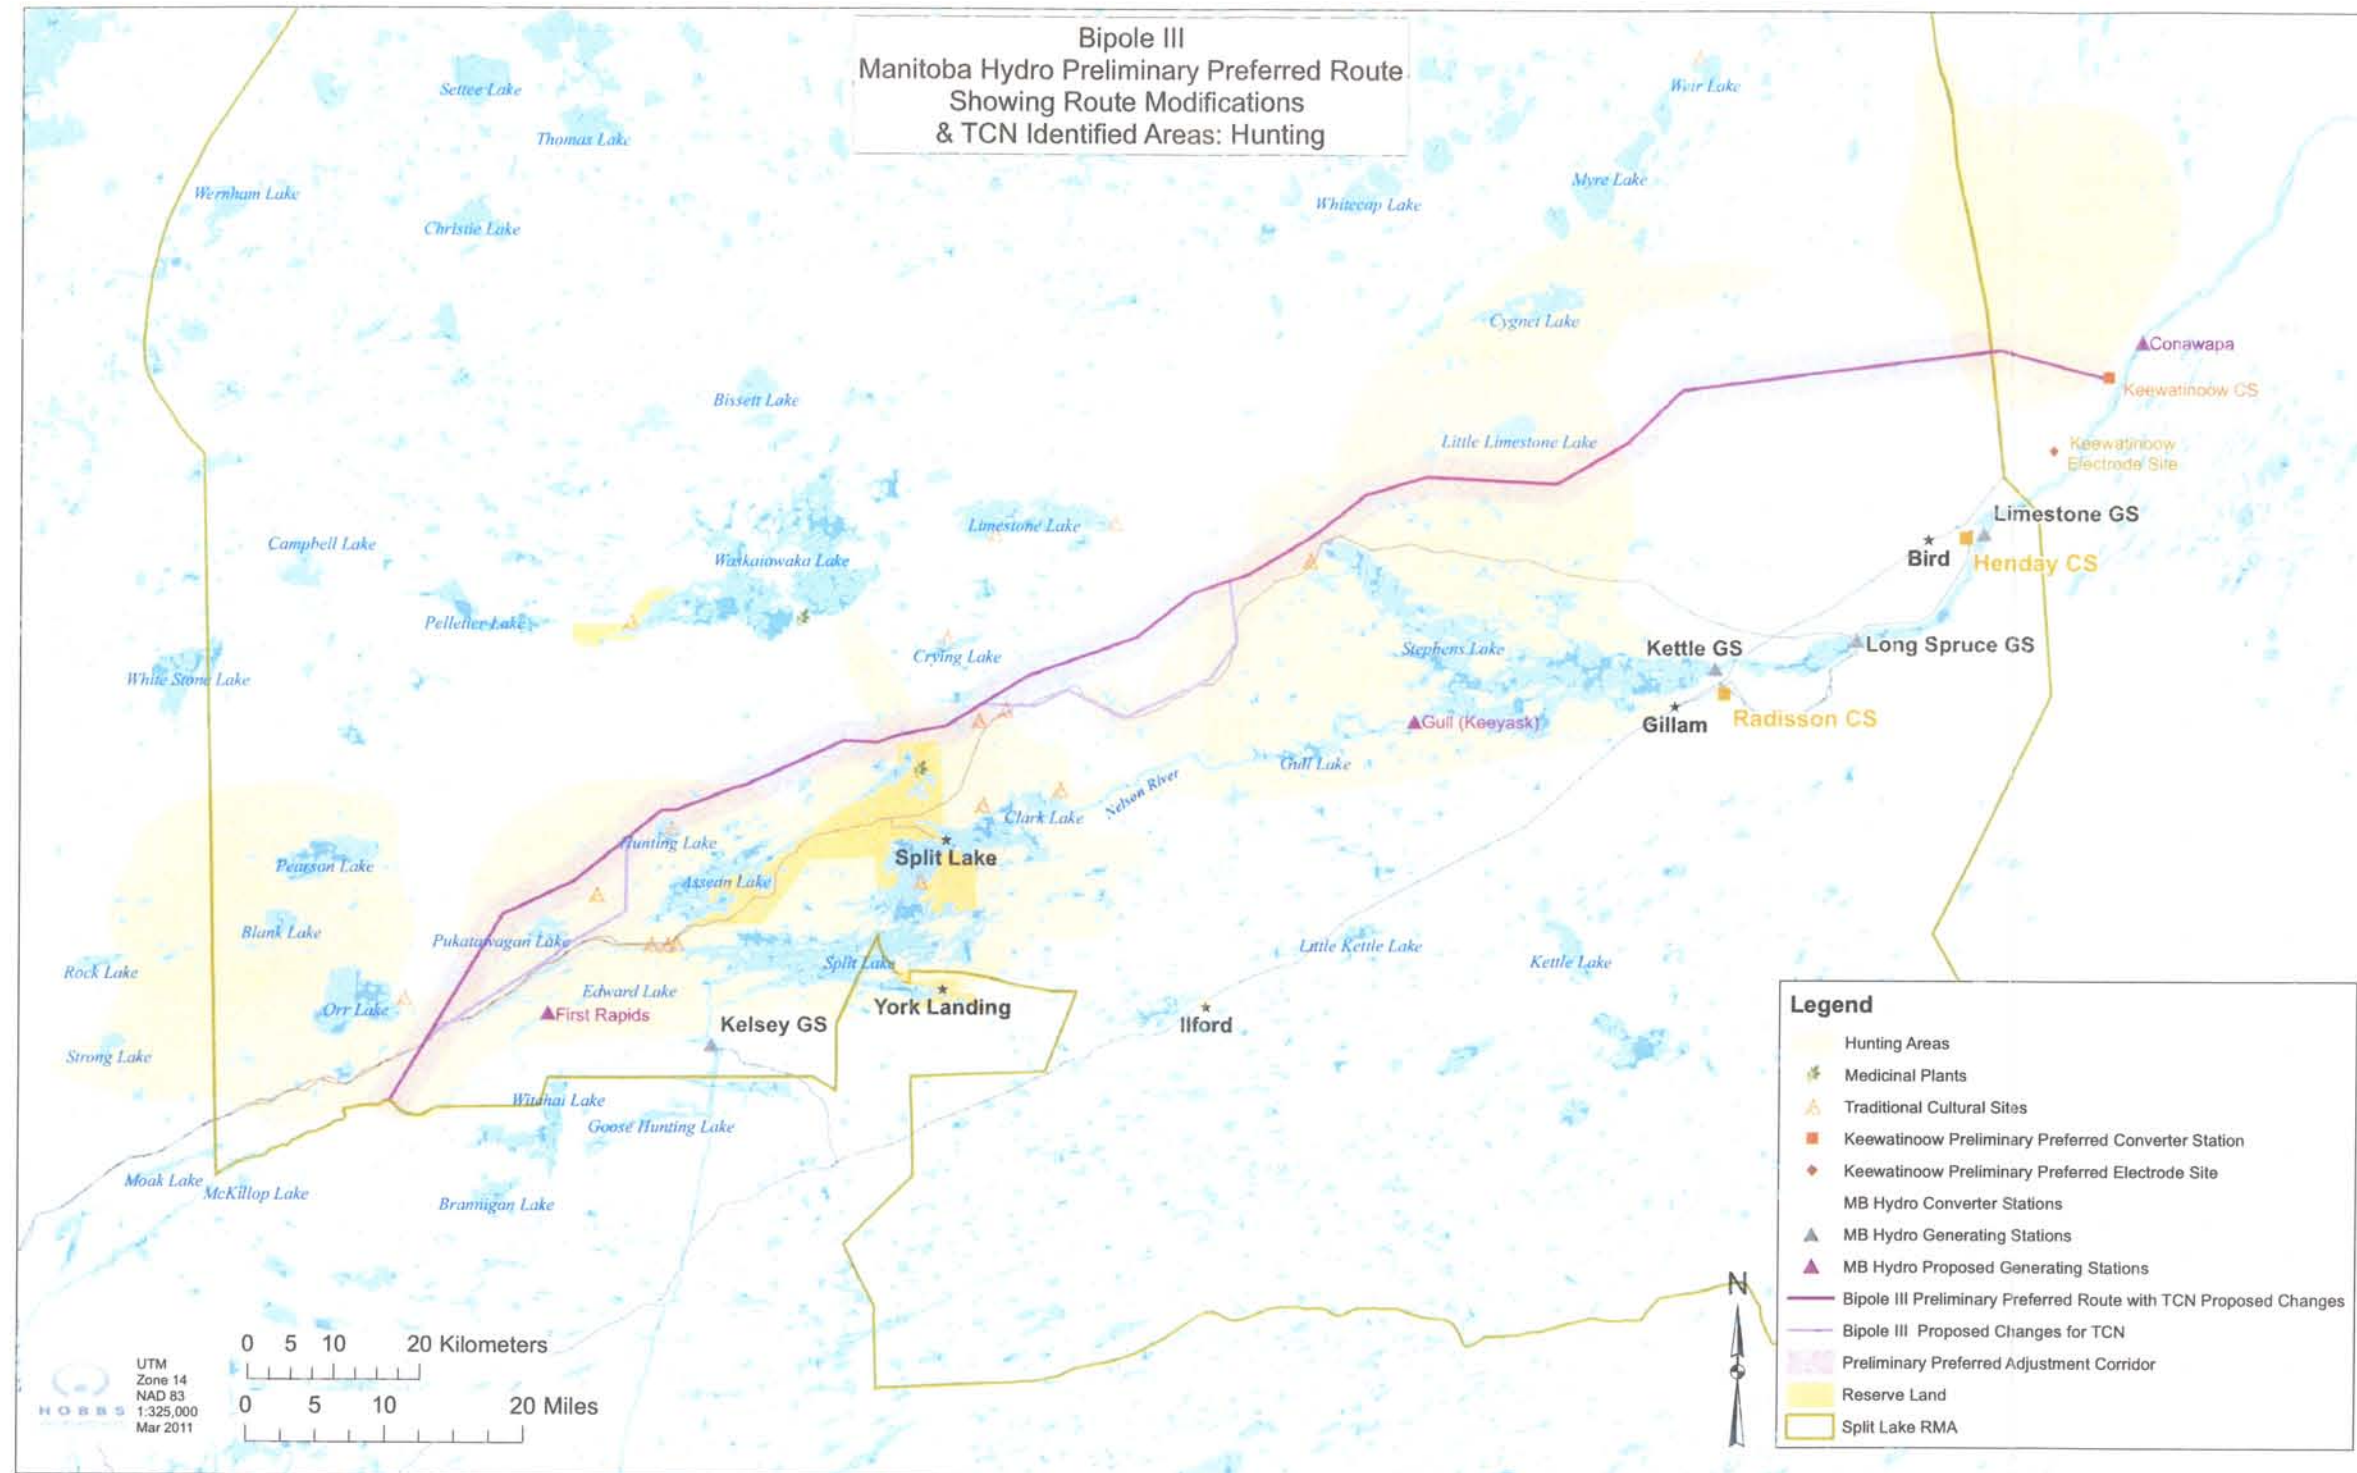 Bipole III
Manitoba Hydro Preliminary Preferred Route
Showing Route Modifications
& TCN Identified Areas: Hunting
Settee Lake
Thomas Lake
Wernham Lake
Christie Lake
Weir Lake
Myre Lake
Whitecap Lake
Cygnet Lake
Conawapa
Keewatinoow CS
Bissett Lake
Little Limestone Lake
Keewatinoow
Electrode Site
Limestone Lake
Limestone GS
Campbell Lake
Waskaiowaka Lake
Bird
Henday CS
Pelletier Lake
Crying Lake
Stephens Lake
Kettle GS
Long Spruce GS
White Stone Lake
Gull (Keeyask)
Gillam
Radisson CS
Gull Lake
Nelson River
Clark Lake
Hunting Lake
Split Lake
Pearson Lake
Assean Lake
Blank Lake
Pukatawagan Lake
Little Kettle Lake
Kettle Lake
Rock Lake
Split Lake
Edward Lake
York Landing
Orr Lake
First Rapids
Kelsey GS
Ilford
Strong Lake
Witchai Lake
Goose Hunting Lake
Moak Lake
McKillop Lake
Brannigan Lake
Legend
Hunting Areas
Medicinal Plants
Traditional Cultural Sites
Keewatinoow Preliminary Preferred Converter Station
Keewatinoow Preliminary Preferred Electrode Site
MB Hydro Converter Stations
MB Hydro Generating Stations
MB Hydro Proposed Generating Stations
Bipole III Preliminary Preferred Route with TCN Proposed Changes
Bipole III Proposed Changes for TCN
Preliminary Preferred Adjustment Corridor
Reserve Land
Split Lake RMA
N
0 5 10 20 Kilometers
0 5 10 20 Miles
HOBBS
UTM
Zone 14
NAD 83
1:325,000
Mar 2011